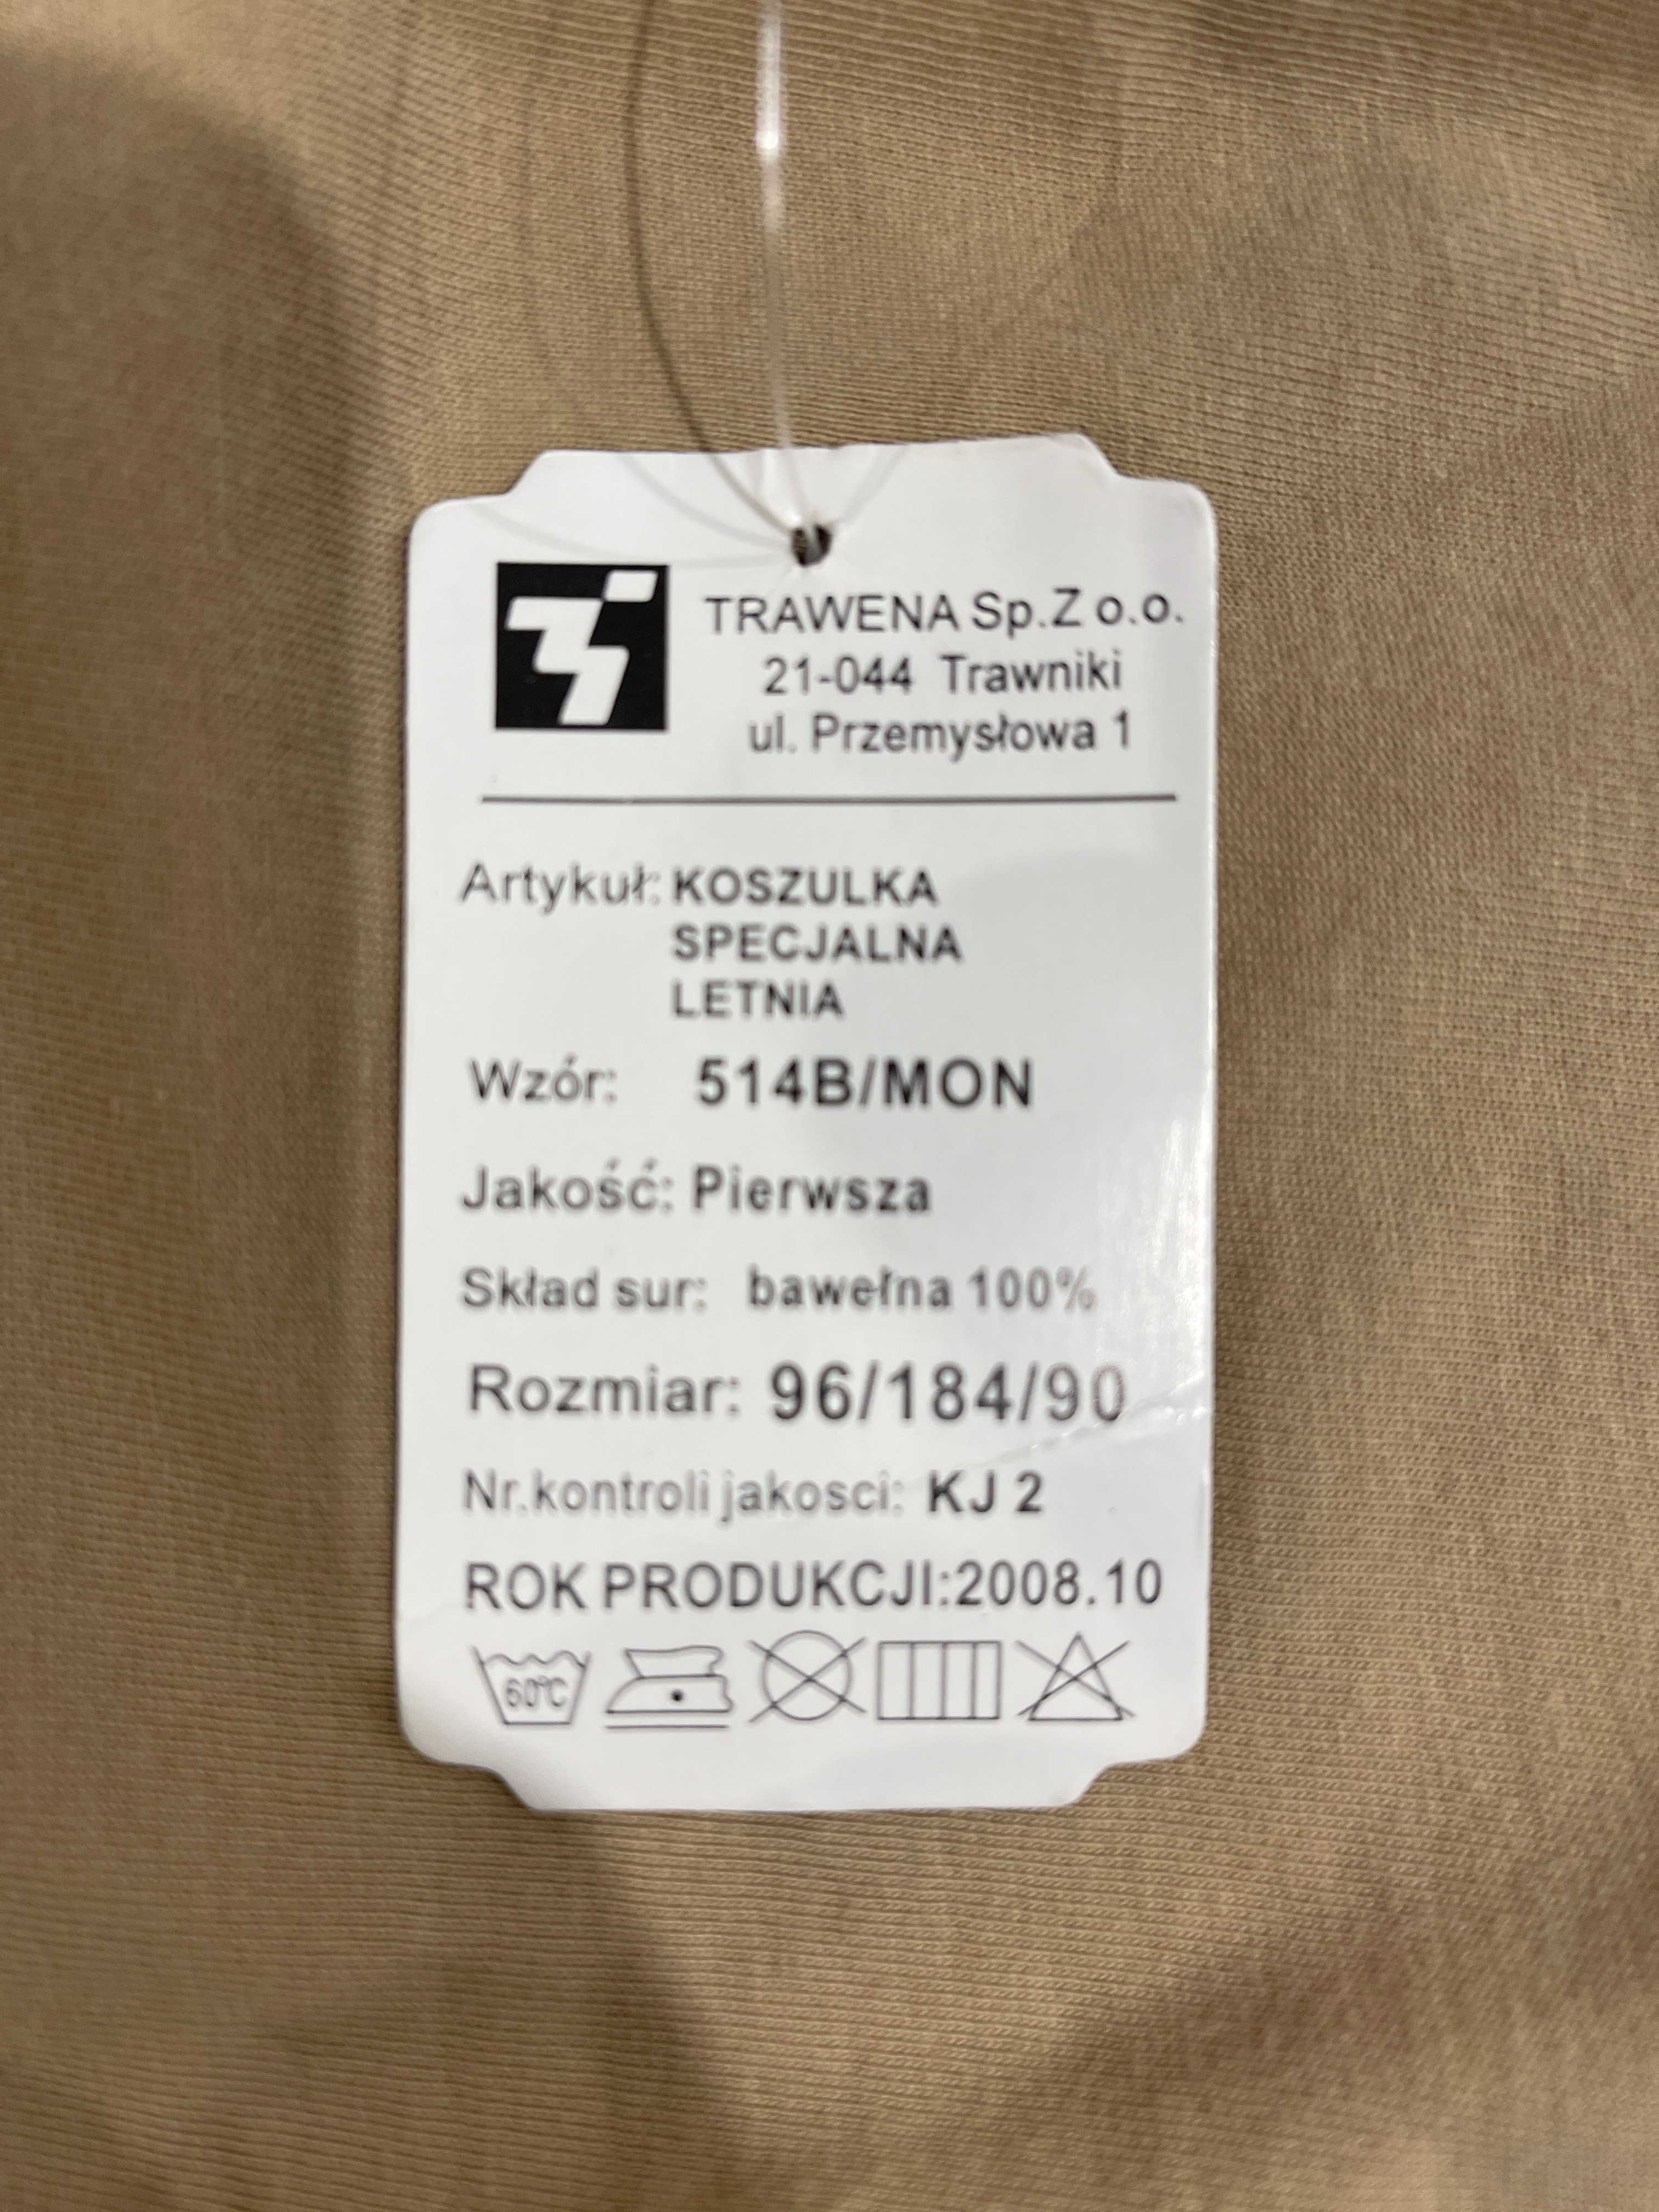 TRAWENA Sp.Z o.o.
21-044 Trawniki
ul. Przemysłowa 1
Artykuł: KOSZULKA
SPECJALNA
LETNIA
Wzór: 514B/MON
Jakość: Pierwsza
Skład sur: bawełna 100%
Rozmiar: 96/184/90
Nr.kontroli jakosci: KJ 2
ROK PRODUKCJI:2008.10
60°C